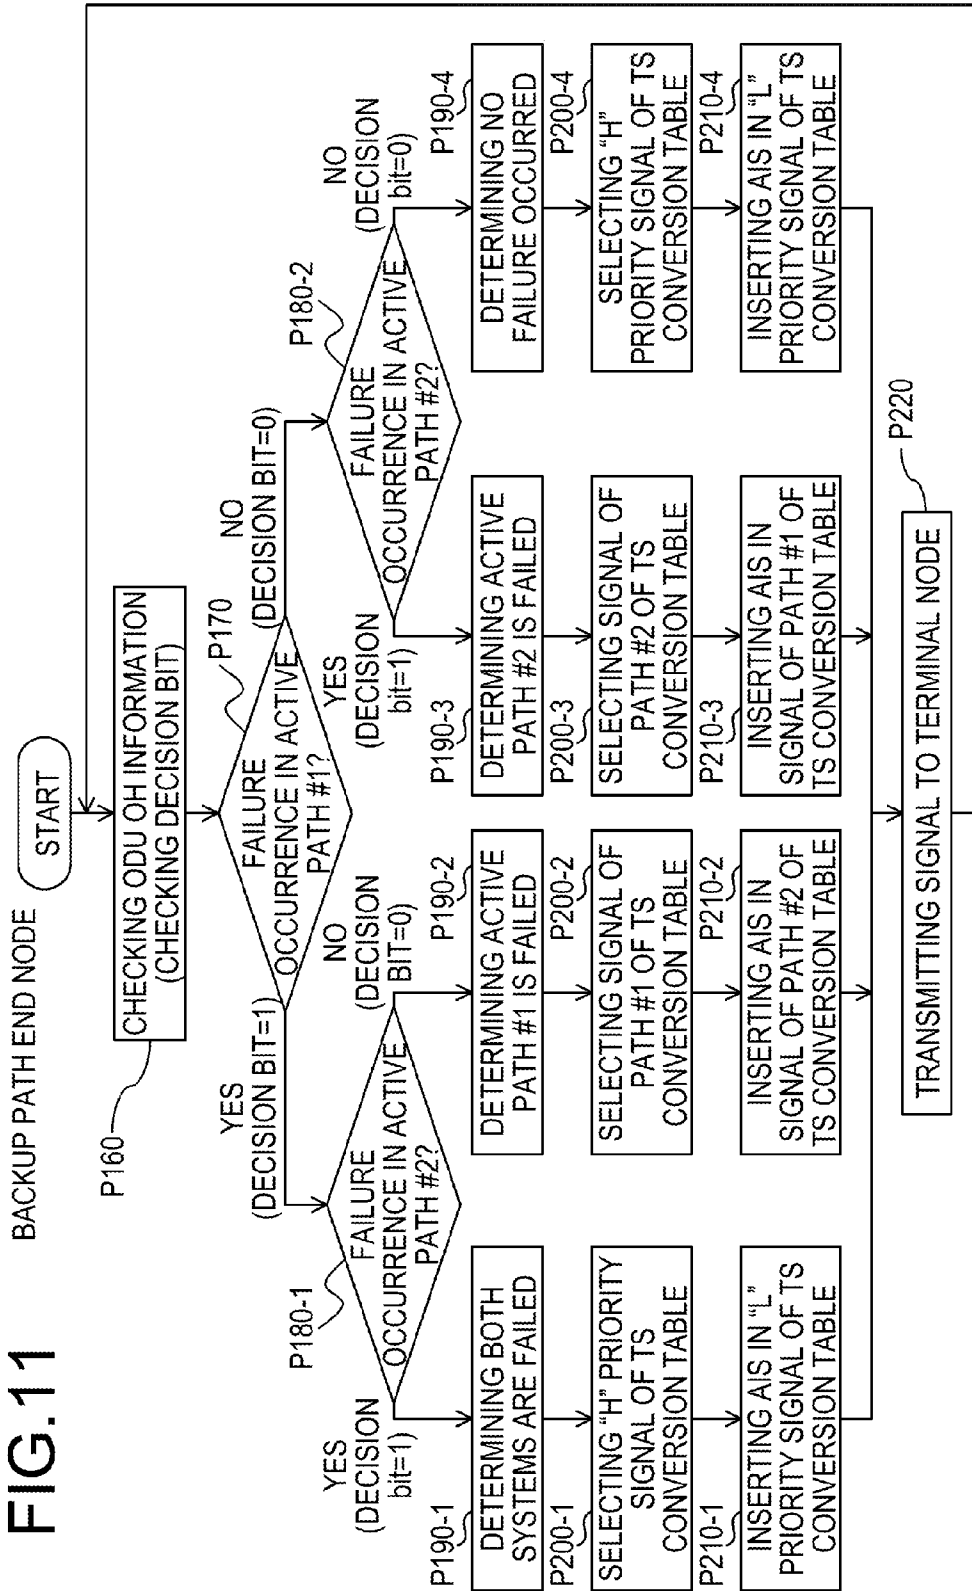 FIG.11
BACKUP PATH END NODE
START
P160
CHECKING ODU OH INFORMATION
(CHECKING DECISION BIT)
P170
FAILURE
OCCURRENCE IN ACTIVE
PATH #1?
YES
(DECISION BIT=1)
NO
(DECISION BIT=0)
P180-1
FAILURE
OCCURRENCE IN ACTIVE
PATH #2?
YES
(DECISION
bit=1)
NO
(DECISION
BIT=0)
P180-2
FAILURE
OCCURRENCE IN ACTIVE
PATH #2?
YES
(DECISION
bit=1)
NO
(DECISION
bit=0)
P190-1
DETERMINING BOTH
SYSTEMS ARE FAILED
P190-2
DETERMINING ACTIVE
PATH #1 IS FAILED
P190-3
DETERMINING ACTIVE
PATH #2 IS FAILED
P190-4
DETERMINING NO
FAILURE OCCURRED
P200-1
SELECTING "H" PRIORITY
SIGNAL OF TS
CONVERSION TABLE
P200-2
SELECTING SIGNAL OF
PATH #1 OF TS
CONVERSION TABLE
P200-3
SELECTING SIGNAL OF
PATH #2 OF TS
CONVERSION TABLE
P200-4
SELECTING "H"
PRIORITY SIGNAL OF TS
CONVERSION TABLE
P210-1
INSERTING AIS IN "L"
PRIORITY SIGNAL OF TS
CONVERSION TABLE
P210-2
INSERTING AIS IN
SIGNAL OF PATH #2 OF
TS CONVERSION TABLE
P210-3
INSERTING AIS IN
SIGNAL OF PATH #1 OF
TS CONVERSION TABLE
P210-4
INSERTING AIS IN "L"
PRIORITY SIGNAL OF TS
CONVERSION TABLE
P220
TRANSMITTING SIGNAL TO TERMINAL NODE